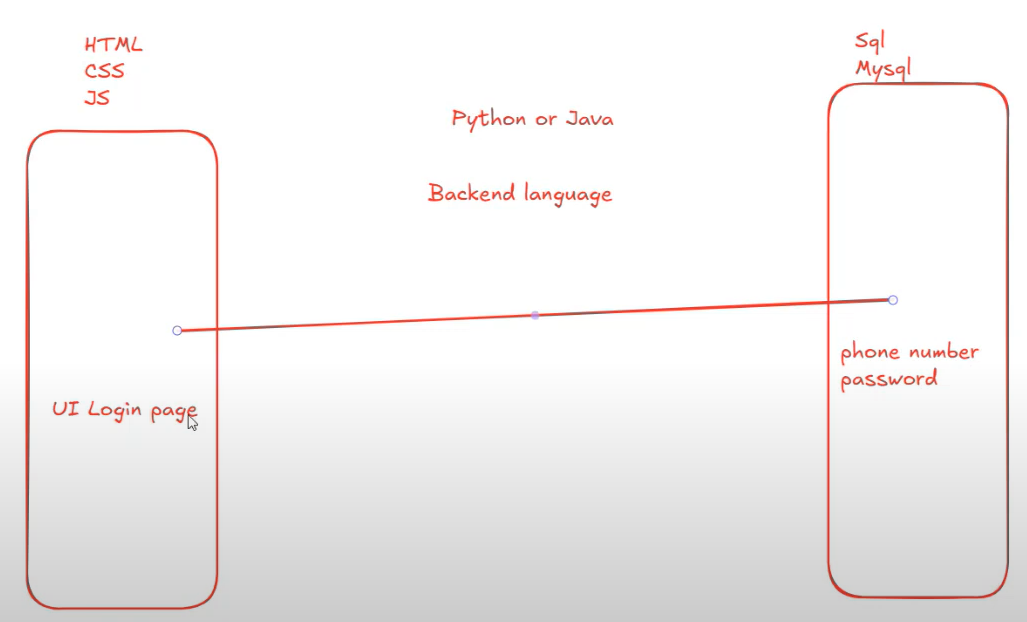 HTML
CSS
JS
Sql
Mysql
Python or Java
Backend language
phone number
password
UI Login page